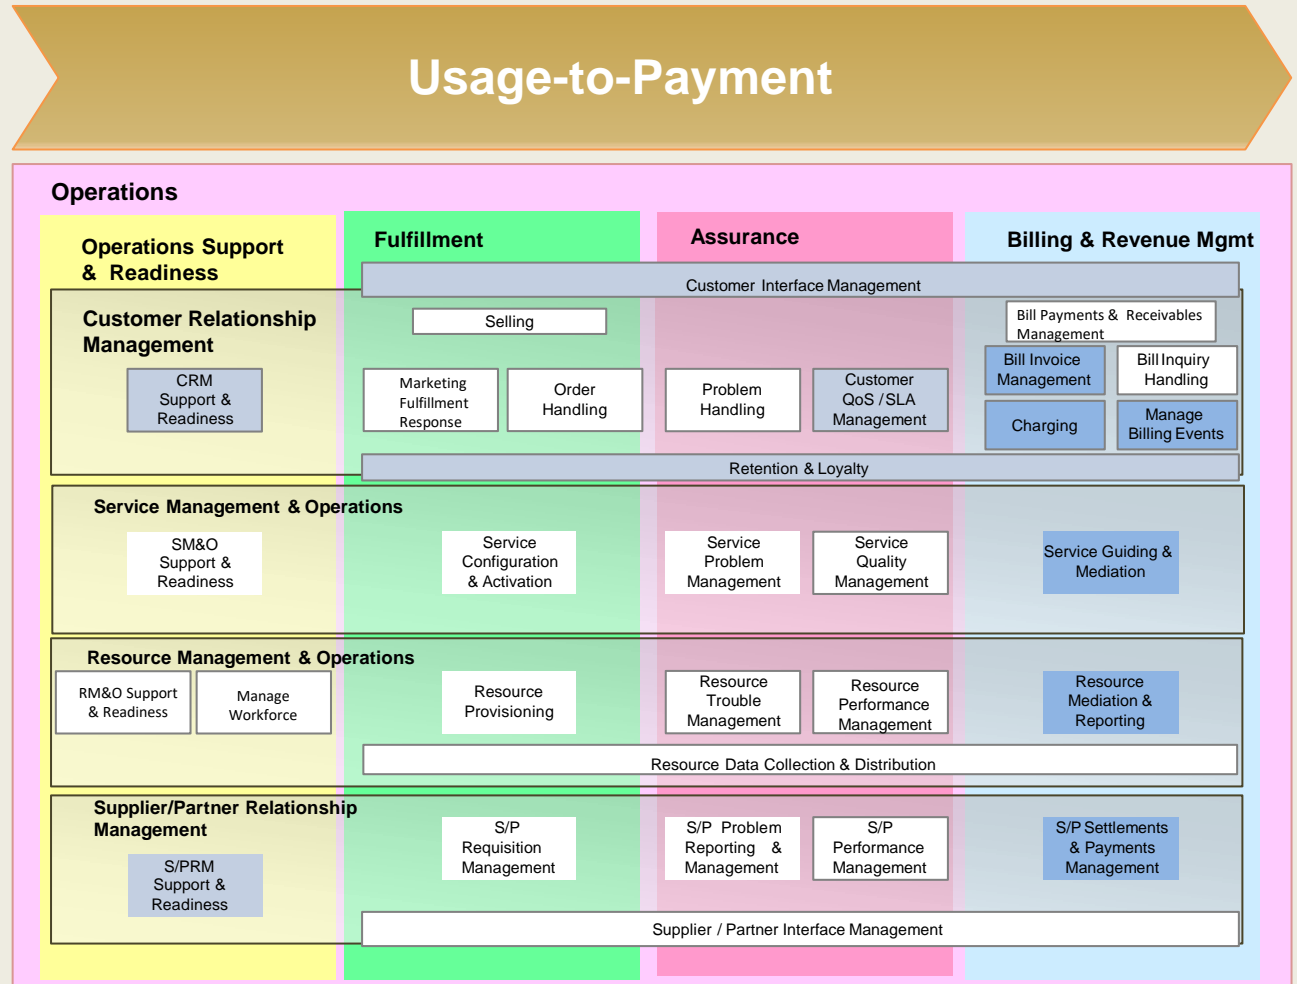 Usage-to-Payment
Operations
Operations Support
& Readiness
Fulfillment
Assurance
Billing & Revenue Mgmt
Customer Interface Management
Customer Relationship
Management
Selling
Bill Payments & Receivables
Management
CRM
Support &
Readiness
Marketing
Fulfillment
Response
Order
Handling
Problem
Handling
Customer
QoS / SLA
Management
Bill Invoice
Management
Bill Inquiry
Handling
Charging
Manage
Billing Events
Retention & Loyalty
Service Management & Operations
SM&O
Support &
Readiness
Service
Configuration
& Activation
Service
Problem
Management
Service
Quality
Management
Service Guiding &
Mediation
Resource Management & Operations
RM&O Support
& Readiness
Manage
Workforce
Resource
Provisioning
Resource
Trouble
Management
Resource
Performance
Management
Resource
Mediation &
Reporting
Resource Data Collection & Distribution
Supplier/Partner Relationship
Management
S/PRM
Support &
Readiness
S/P
Requisition
Management
S/P Problem
Reporting &
Management
S/P
Performance
Management
S/P Settlements
& Payments
Management
Supplier / Partner Interface Management